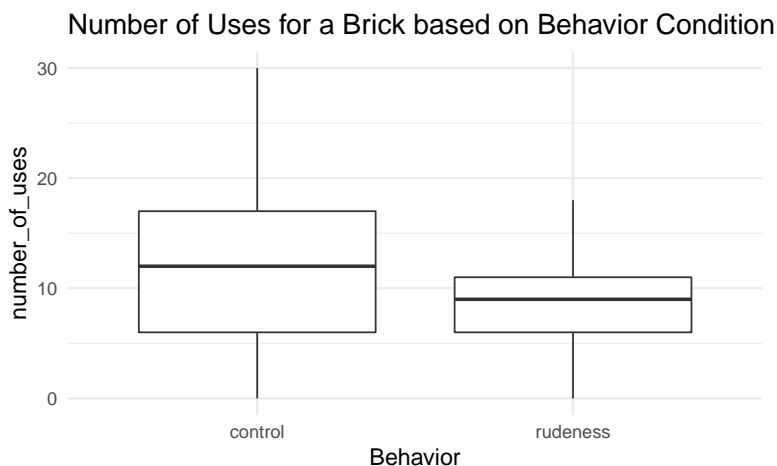 Number of Uses for a Brick based on Behavior Condition
number_of_uses
30
20
10
0
control
rudeness
Behavior